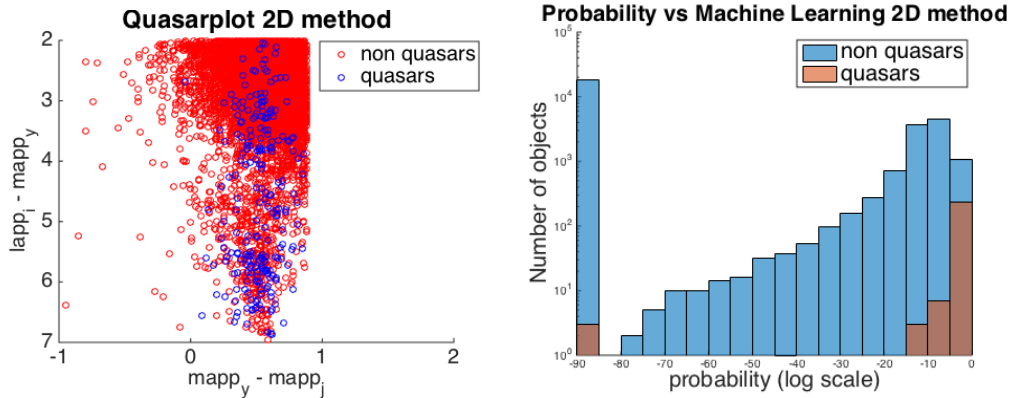 Quasarplot 2D method
2
3
4
5
6
7
-1
0
1
2
Iapp_i - mapp_y
mapp_y - mapp_j
non quasars
quasars
Probability vs Machine Learning 2D method
10^5
10^4
10^3
10^2
10^1
10^0
-90
-80
-70
-60
-50
-40
-30
-20
-10
0
Number of objects
probability (log scale)
non quasars
quasars